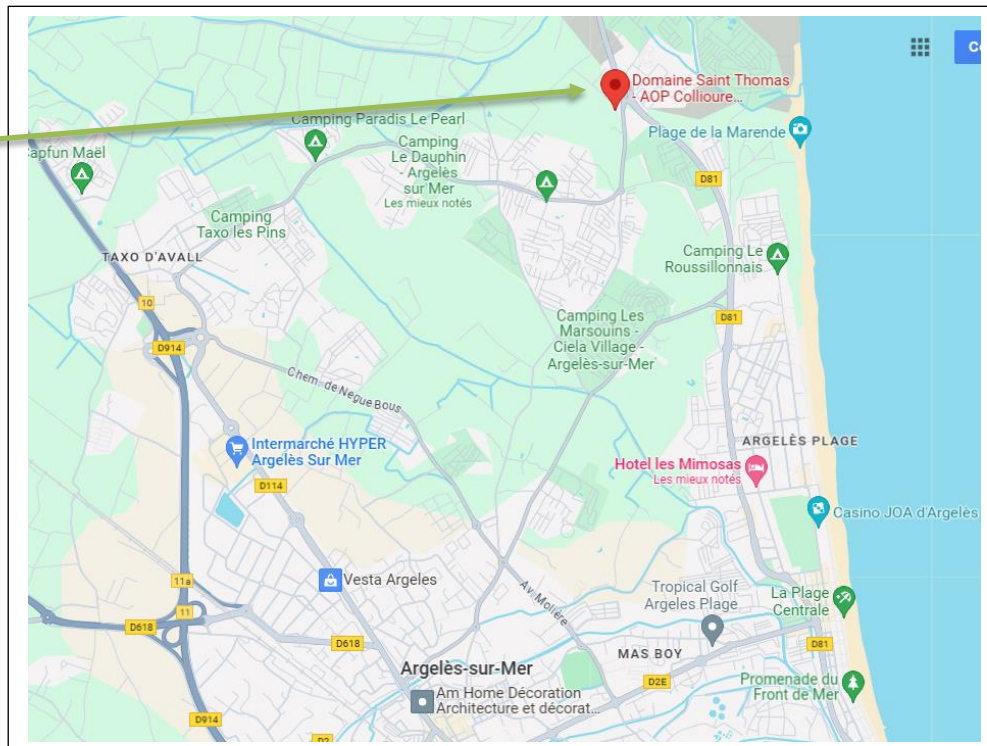 Co
Domaine Saint Thomas
- AOP Collioure...
Camping Paradis Le Pearl
Plage de la Marende
Camping
Le Dauphin
- Argelès
sur Mer
Les mieux notés
apfun Maël
D81
Camping
Taxo les Pins
TAXO D'AVALL
Camping Le
Roussillonnais
10
D81
Camping Les
Marsouins -
Ciela Village -
Argelès-sur-Mer
D914
Chem. de Negue Bous
ARGELÈS PLAGE
Intermarché HYPER
Argelès Sur Mer
Hotel les Mimosas
Les mieux notés
D114
Casino JOA d'Argelès
11a
Vesta Argeles
Av. Molière
Tropical Golf
Argeles Plage
La Plage
Centrale
11
D618
D618
MAS BOY
D81
Argelès-sur-Mer
D2E
Promenade du
Front de Mer
Am Home Décoration
Architecture et décorat...
D914
D2